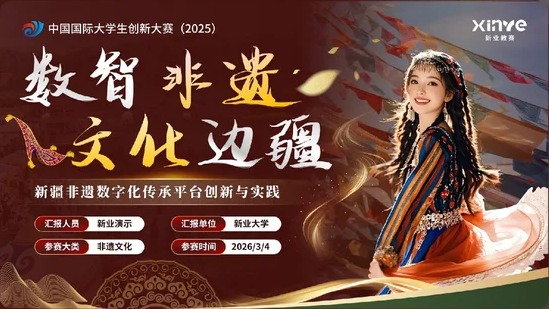 中国国际大学生创新大赛（2025）
Xinye
新业教赛
数智非遗
文化边疆
新疆非遗数字化传承平台创新与实践
汇报人员 新业演示 汇报单位 新业大学
参赛大类 非遗文化 参赛时间 2026/3/4